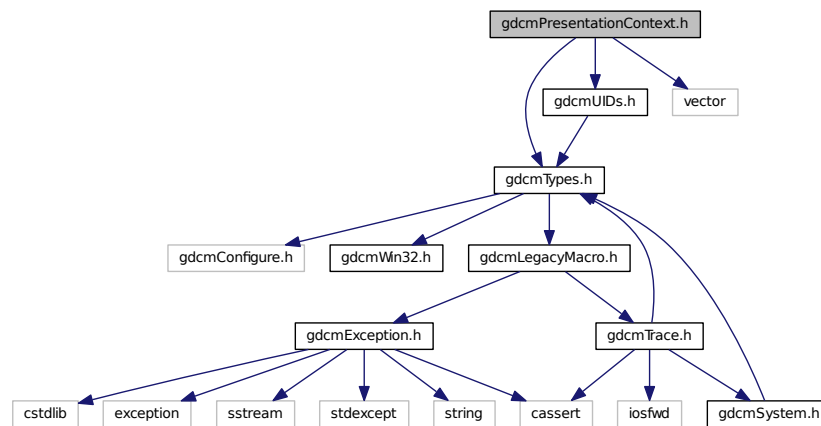 gdcmPresentationContext.h
gdcmUIDs.h
vector
gdcmTypes.h
gdcmConfigure.h
gdcmWin32.h
gdcmLegacyMacro.h
gdcmException.h
gdcmTrace.h
cstdlib
exception
sstream
stdexcept
string
cassert
iosfwd
gdcmSystem.h